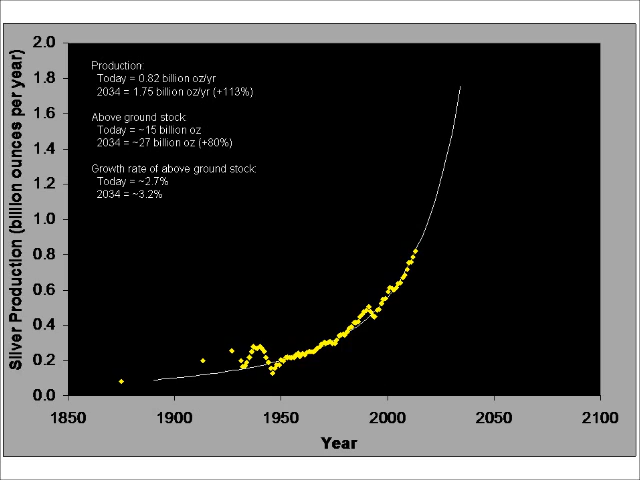 2.0
1.8
1.6
1.4
1.2
1.0
0.8
0.6
0.4
0.2
0.0
Silver Production (billion ounces per year)
Production:
Today = 0.82 billion oz/yr
2034 = 1.75 billion oz/yr (+113%)
Above ground stock:
Today = ~15 billion oz
2034 = ~27 billion oz (+80%)
Growth rate of above ground stock:
Today = ~2.7%
2034 = ~3.2%
1850 1900 1950 2000 2050 2100
Year